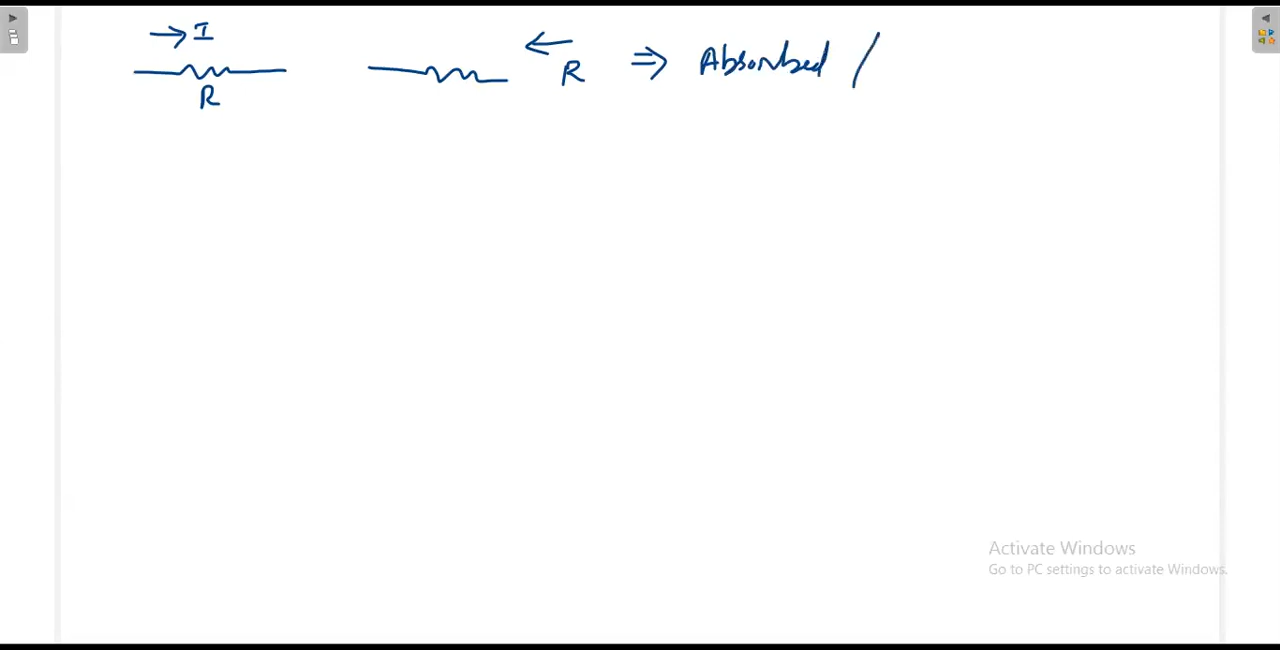 → I
R
← R ⇒ Absorbed /
Activate Windows
Go to PC settings to activate Windows.